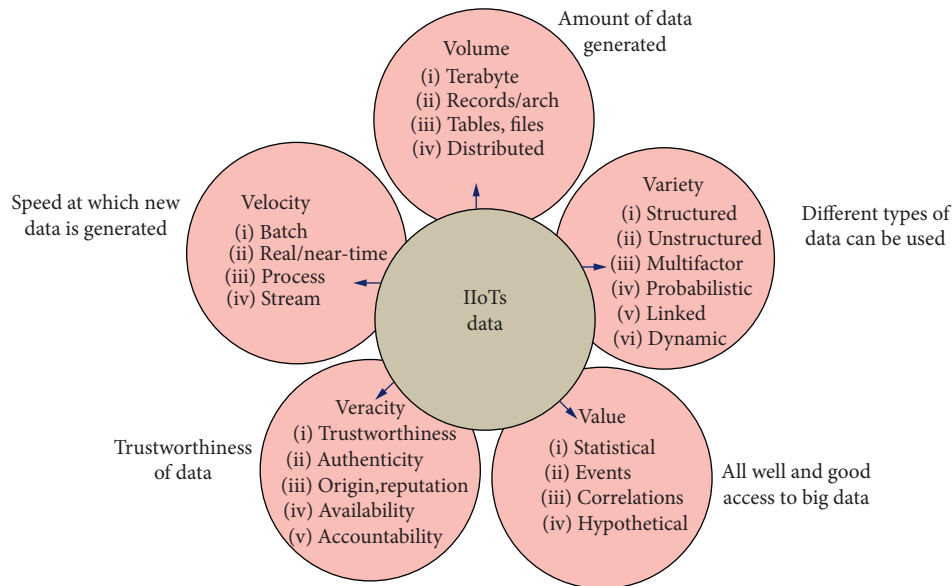 Amount of data
generated
Volume
(i) Terabyte
(ii) Records/arch
(iii) Tables, files
(iv) Distributed
Speed at which new
data is generated
Velocity
(i) Batch
(ii) Real/near-time
(iii) Process
(iv) Stream
Variety
(i) Structured
(ii) Unstructured
(iii) Multifactor
(iv) Probabilistic
(v) Linked
(vi) Dynamic
Different types of
data can be used
IIoTs
data
Trustworthiness
of data
Veracity
(i) Trustworthiness
(ii) Authenticity
(iii) Origin,reputation
(iv) Availability
(v) Accountability
Value
(i) Statistical
(ii) Events
(iii) Correlations
(iv) Hypothetical
All well and good
access to big data